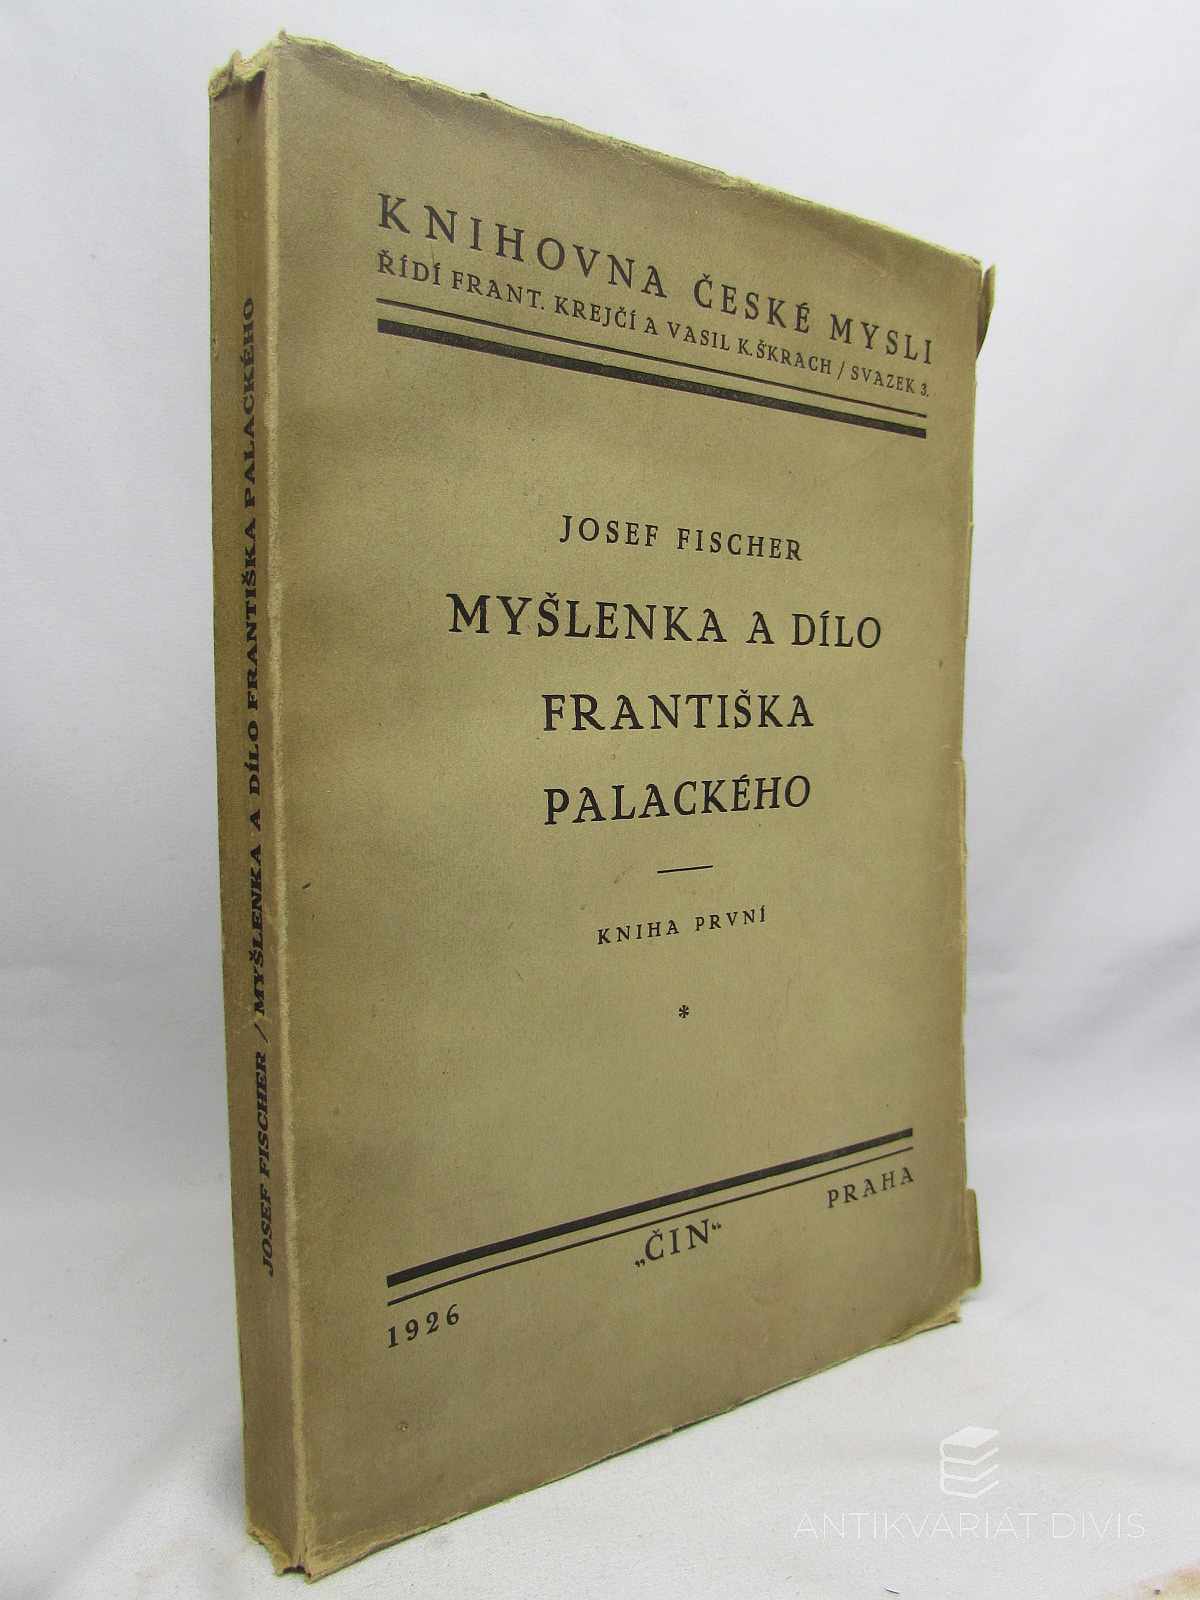 KNIHOVNA ČESKÉ MYSLI
ŘÍDÍ FRANT. KREJČÍ A VASIL K. ŠKRACH / SVAZEK 3.
JOSEF FISCHER
MYŠLENKA A DÍLO
FRANTIŠKA
PALACKÉHO
KNIHA PRVNÍ
*
1926
„ČIN“
PRAHA
JOSEF FISCHER / MYŠLENKA A DÍLO FRANTIŠKA PALACKÉHO
ANTIKVARIÁT DIVIS